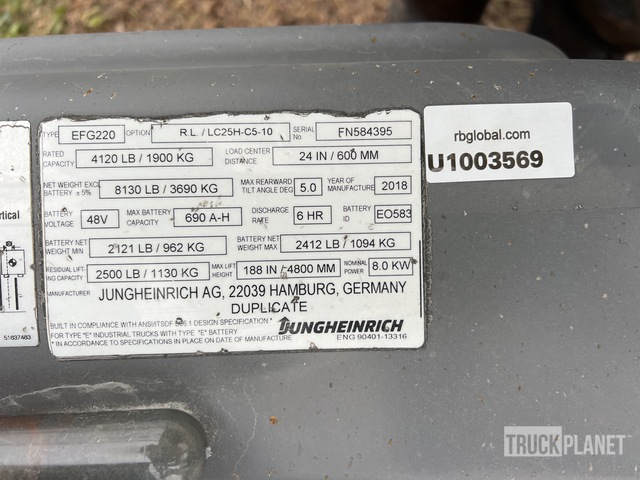 TYPE EFG220 OPTION R.L. / LC25H-C5-10 SERIAL No FN584395
RATED CAPACITY 4120 LB / 1900 KG LOAD CENTER DISTANCE 24 IN / 600 MM
NET WEIGHT EXCL BATTERY ± 5% 8130 LB / 3690 KG MAX REARWARD TILT ANGLE DEG 5.0 YEAR OF MANUFACTURE 2018
BATTERY VOLTAGE 48V MAX BATTERY CAPACITY 690 A-H DISCHARGE RATE 6 HR BATTERY ID EO583
BATTERY NET WEIGHT MIN 2121 LB / 962 KG BATTERY NET WEIGHT MAX 2412 LB / 1094 KG
RESIDUAL LIFTING CAPACITY 2500 LB / 1130 KG MAX LIFT HEIGHT 188 IN / 4800 MM NOMINAL POWER 8.0 KW
MANUFACTURER JUNGHEINRICH AG, 22039 HAMBURG, GERMANY
DUPLICATE
BUILT IN COMPLIANCE WITH ANSI/ITSDF 1 DESIGN SPECIFICATION
FOR TYPE "E" INDUSTRIAL TRUCKS WITH TYPE "E" BATTERY
* IN ACCORDANCE TO SPECIFICATIONS IN PLACE ON DATE OF MANUFACTURE
JUNGHEINRICH
ENG 90401-13316
rbglobal.com
U1003569
rtical
51637483
TRUCKPLANET